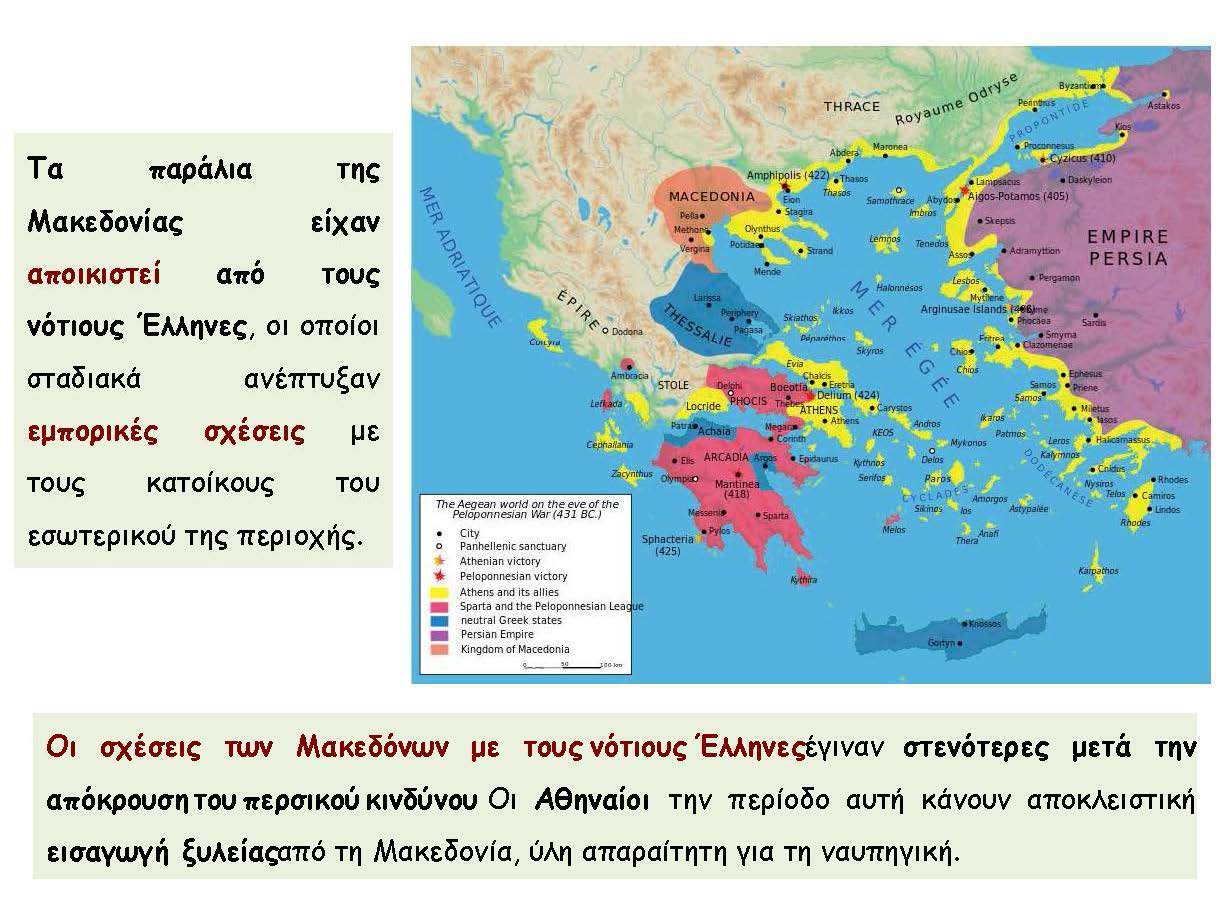 Τα παράλια της
Μακεδονίας είχαν
αποικιστεί από τους
νότιους Έλληνες, οι οποίοι
σταδιακά ανέπτυξαν
εμπορικές σχέσεις με
τους κατοίκους του
εσωτερικού της περιοχής.
THRACE
Royaume Odryse
Byzantium
Perinthus
PROPONTIDE
Astakos
Kios
Proconnesus
Cyzicus (410)
Daskyleion
Maronea
Abdera
Amphipolis (422)
Thasos
Thasos
Eion
Stagira
Samothrace
Imbros
Lampsacus
Abydos
Aigos-Potamos (405)
MACEDONIA
Pella
Methone
Vergina
Olynthus
Potidaea
Strand
Mende
Lemnos
Tenedos
Skepsis
Assos
Adramyttion
EMPIRE
PERSIA
MER ADRIATIQUE
ÉPIRE
Dodona
Corcyra
Larissa
Periphery
Pagasa
THESSALIE
Skiathos
Ikkos
Péparéthos
Skyros
Halonnésos
MER ÉGÉE
Lesbos
Mytilene
Pergamon
Arginusae Islands (406)
Phocaea
Sardis
Smyrna
Clazomenae
Eritrea
Chios
Chios
Ambracia
STOLE
Lefkada
Delphi
PHOCIS
Locride
Boeotia
Thebes
Evia
Chalcis
Eretria
Delium (424)
ATHENS
Athens
Carystos
Ephesus
Priene
Samos
Samos
Miletus
Iasos
Halicarnassus
Cephallania
Zacynthus
Patras
Achaia
Megara
Corinth
ARCADIA
Argos
Epidaurus
Elis
Olympia
Mantinea
(418)
Messenia
Sparta
Pylos
Sphacteria
(425)
Kythira
KEOS
Andros
Mykonos
Delos
Kythnos
Serifos
Paros
CYCLADES
Sikinos
Ios
Amorgos
Astypalée
Melos
Thera
Anafi
Ikaros
Patmos
Leros
Kalymnos
DODÉCANÈSE
Cnidus
Nysiros
Telos
Rhodes
Camiros
Lindos
Rhodes
Karpathos
Knossos
Gortyn
The Aegean world on the eve of the
Peloponnesian War (431 BC.)
City
Panhellenic sanctuary
Athenian victory
Peloponnesian victory
Athens and its allies
Sparta and the Peloponnesian League
neutral Greek states
Persian Empire
Kingdom of Macedonia
0 50 100 km
Οι σχέσεις των Μακεδόνων με τους νότιους Έλληνεςέγιναν στενότερες μετά την
απόκρουση του περσικού κινδύνου Οι Αθηναίοι την περίοδο αυτή κάνουν αποκλειστική
εισαγωγή ξυλείαςαπό τη Μακεδονία, ύλη απαραίτητη για τη ναυπηγική.